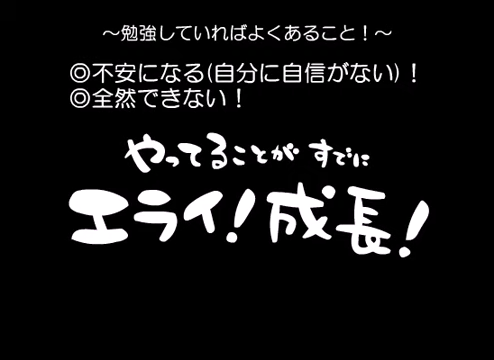 ～勉強していればよくあること！～
◎不安になる(自分に自信がない)！
◎全然できない！
やってることが すでに
エライ！成長！